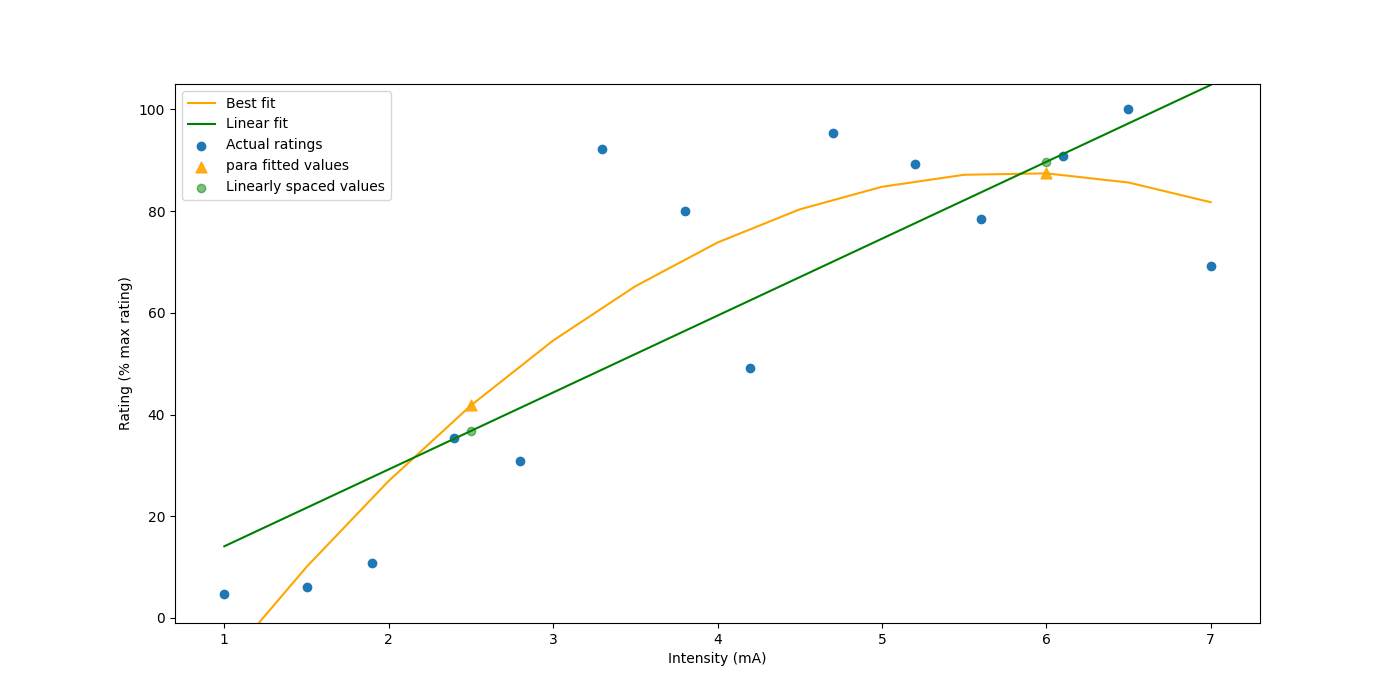 Best fit
Linear fit
Actual ratings
para fitted values
Linearly spaced values
100
80
60
40
20
0
Rating (% max rating)
1 2 3 4 5 6 7
Intensity (mA)